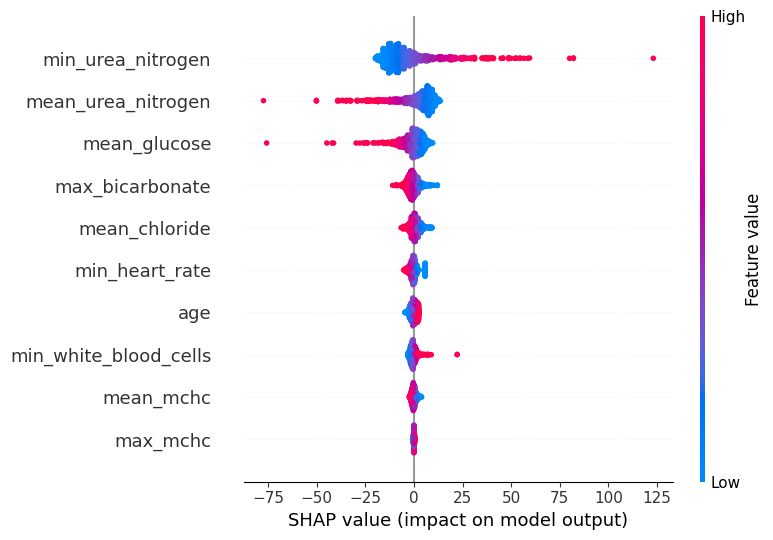 High
min_urea_nitrogen
mean_urea_nitrogen
mean_glucose
max_bicarbonate
mean_chloride
min_heart_rate
age
min_white_blood_cells
mean_mchc
max_mchc
Feature value
Low
−75 −50 −25 0 25 50 75 100 125
SHAP value (impact on model output)